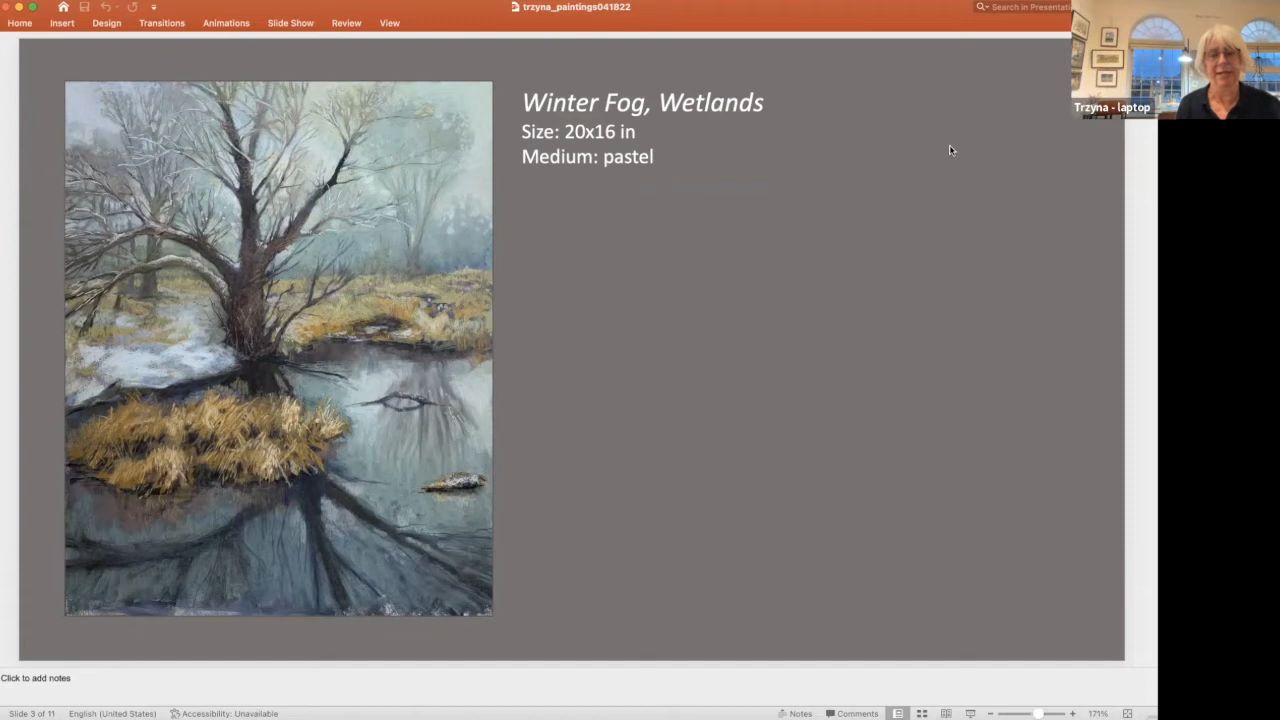 trzyna_paintings041822
Search in Presentation
Home Insert Design Transitions Animations Slide Show Review View
Trzyna - laptop
Winter Fog, Wetlands
Size: 20x16 in
Medium: pastel
Click to add notes
Slide 3 of 11 English (United States) Accessibility: Unavailable Notes Comments 171%